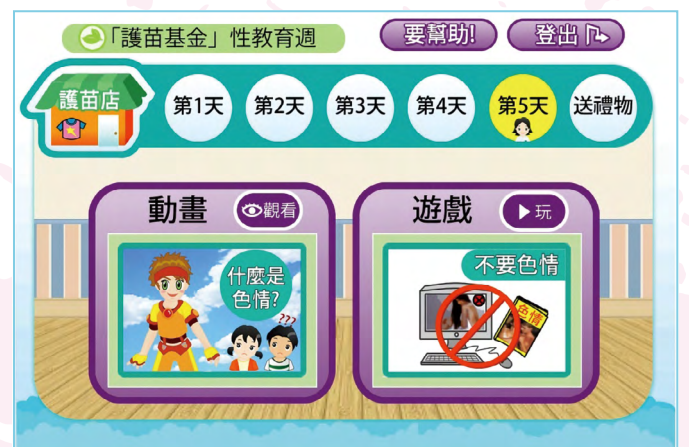 「護苗基金」性教育週
要幫助!
登出
護苗店
第1天
第2天
第3天
第4天
第5天
送禮物
動畫
觀看
什麼是
色情?
???
遊戲
玩
不要色情
色情